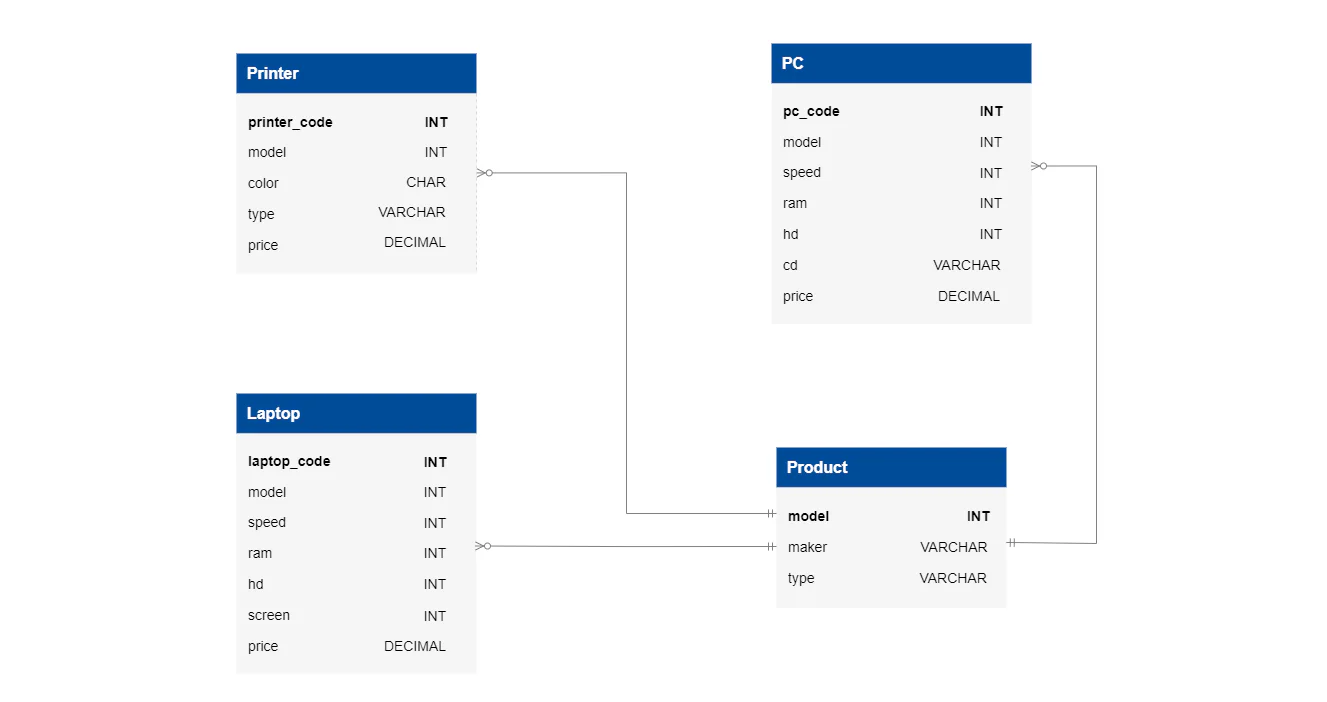 Printer
printer_code INT
model INT
color CHAR
type VARCHAR
price DECIMAL
PC
pc_code INT
model INT
speed INT
ram INT
hd INT
cd VARCHAR
price DECIMAL
Laptop
laptop_code INT
model INT
speed INT
ram INT
hd INT
screen INT
price DECIMAL
Product
model INT
maker VARCHAR
type VARCHAR